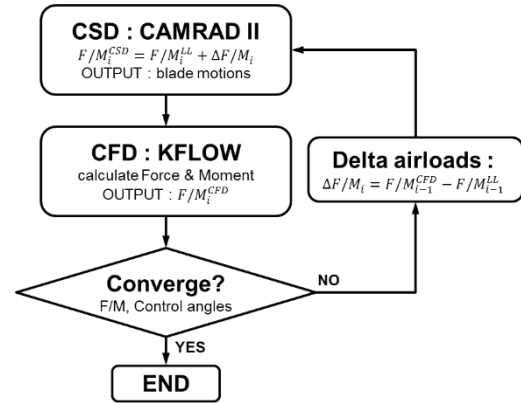 CSD : CAMRAD II
F/M_i^{CSD} = F/M_i^{LL} + ΔF/M_i
OUTPUT : blade motions
CFD : KFLOW
calculate Force & Moment
OUTPUT : F/M_i^{CFD}
Delta airloads :
ΔF/M_i = F/M_{i-1}^{CFD} − F/M_{i-1}^{LL}
Converge?
F/M, Control angles
NO
YES
END